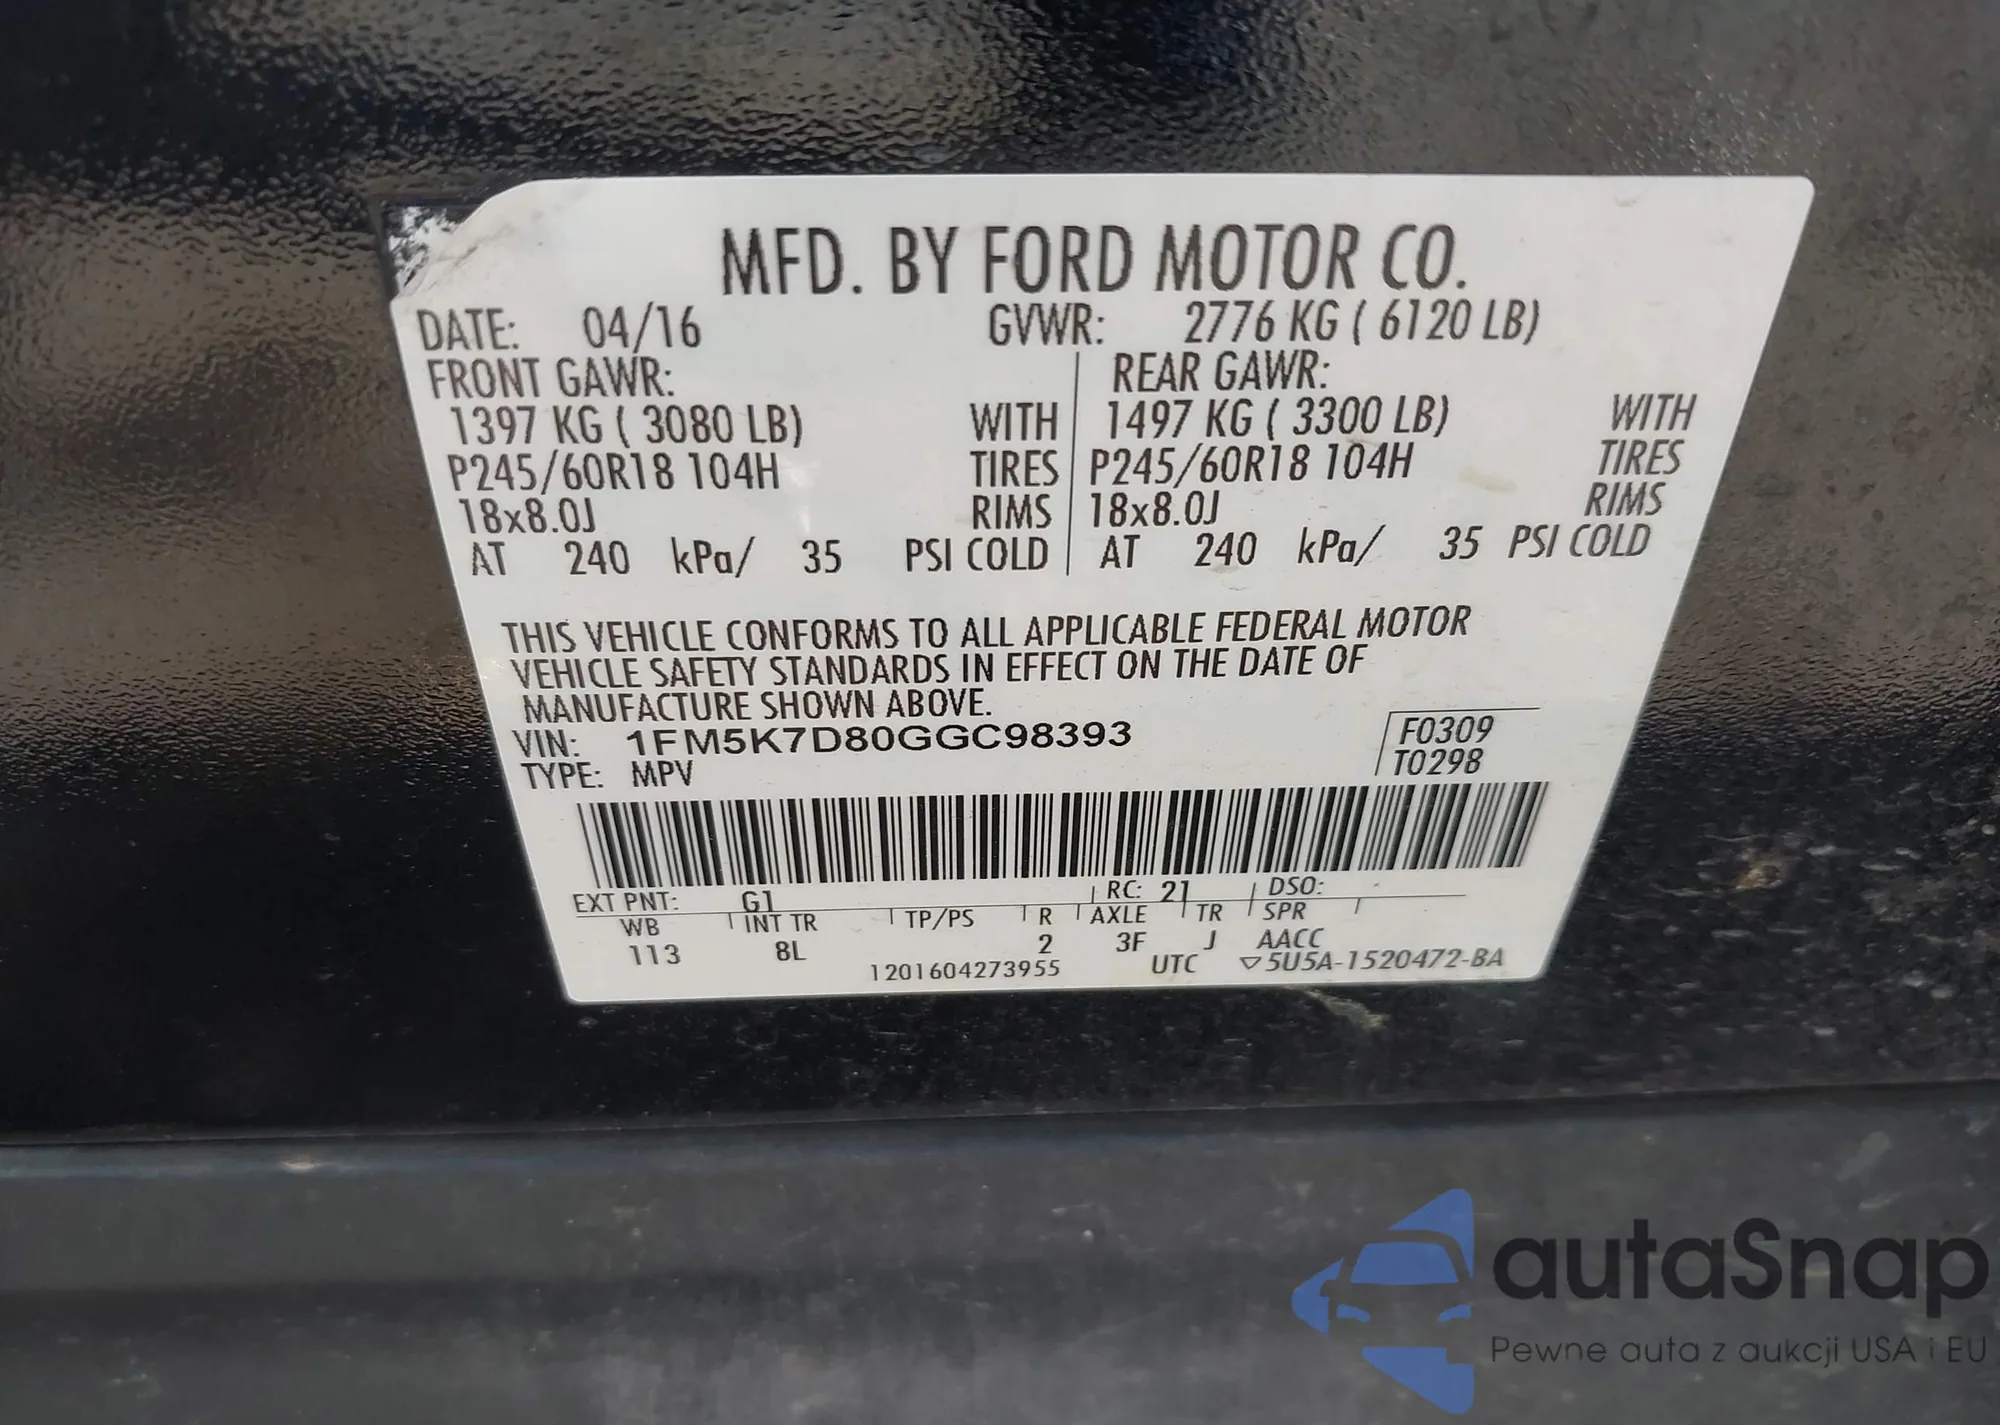 MFD. BY FORD MOTOR CO.
DATE: 04/16 GVWR: 2776 KG ( 6120 LB)
FRONT GAWR: REAR GAWR:
1397 KG ( 3080 LB) WITH 1497 KG ( 3300 LB) WITH
P245/60R18 104H TIRES P245/60R18 104H TIRES
18x8.0J RIMS 18x8.0J RIMS
AT 240 kPa/ 35 PSI COLD AT 240 kPa/ 35 PSI COLD
THIS VEHICLE CONFORMS TO ALL APPLICABLE FEDERAL MOTOR
VEHICLE SAFETY STANDARDS IN EFFECT ON THE DATE OF
MANUFACTURE SHOWN ABOVE.
VIN: 1FM5K7D80GGC98393 F0309
TYPE: MPV T0298
EXT PNT: G1 RC: 21 DSO:
WB INT TR TP/PS R AXLE TR SPR
113 8L 2 3F J AACC
1201604273955 UTC ▽5U5A-1520472-BA
autaSnap
Pewne auta z aukcji USA i EU